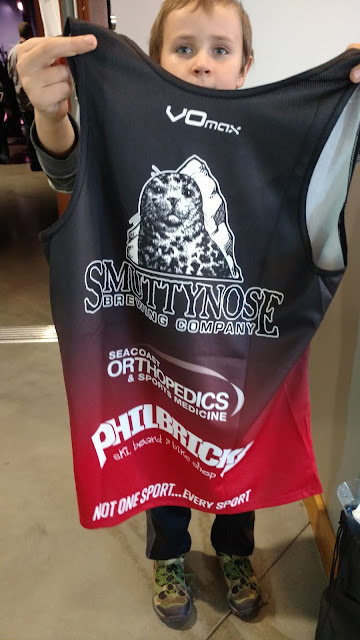 VOmax
SMUTTYNOSE
BREWING COMPANY
SEACOAST
ORTHOPEDICS
& SPORTS MEDICINE
PHILBRICK
ski, board & bike shop
NOT ONE SPORT...EVERY SPORT